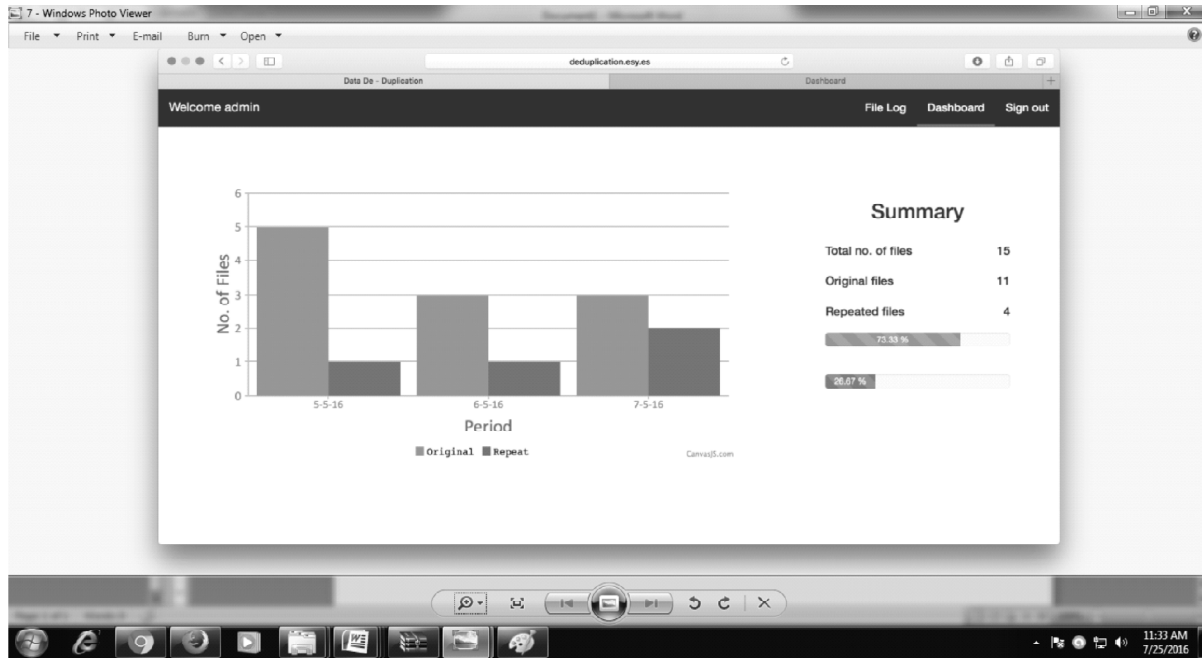 7 - Windows Photo Viewer
File Print E-mail Burn Open
deduplication.esy.es
Data De - Duplication Dashboard
Welcome admin File Log Dashboard Sign out
6
5
4
3
2
1
0
No. of Files
5-5-16 6-5-16 7-5-16
Period
Original Repeat
CanvasJS.com
Summary
Total no. of files 15
Original files 11
Repeated files 4
73.33 %
26.67 %
11:33 AM
7/25/2016